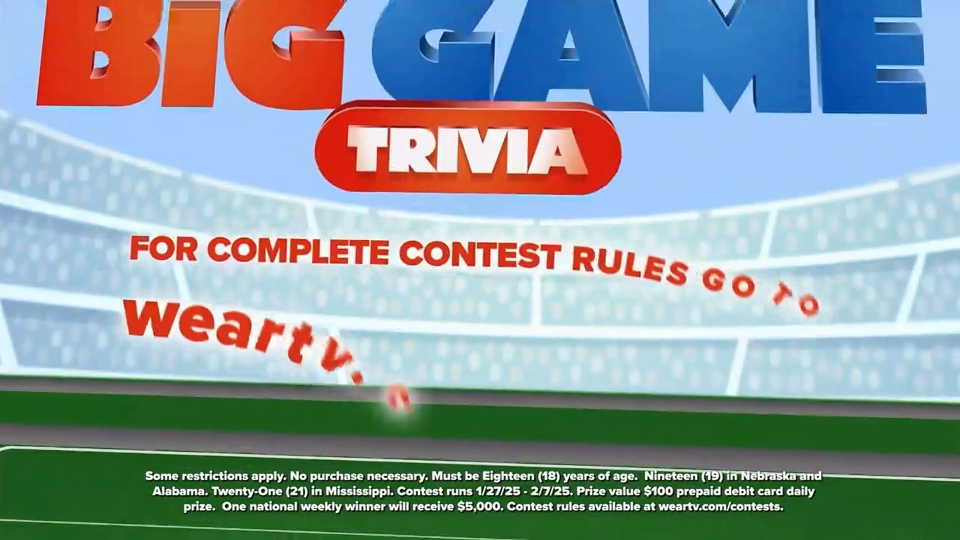 BIG GAME
TRIVIA
FOR COMPLETE CONTEST RULES GO TO
weartv.
Some restrictions apply. No purchase necessary. Must be Eighteen (18) years of age. Nineteen (19) in Nebraska and
Alabama. Twenty-One (21) in Mississippi. Contest runs 1/27/25 - 2/7/25. Prize value $100 prepaid debit card daily
prize. One national weekly winner will receive $5,000. Contest rules available at weartv.com/contests.